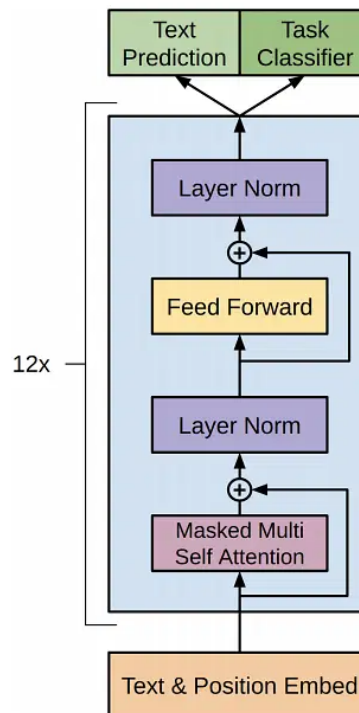 Text
Prediction
Task
Classifier
Layer Norm
Feed Forward
12x
Layer Norm
Masked Multi
Self Attention
Text & Position Embed